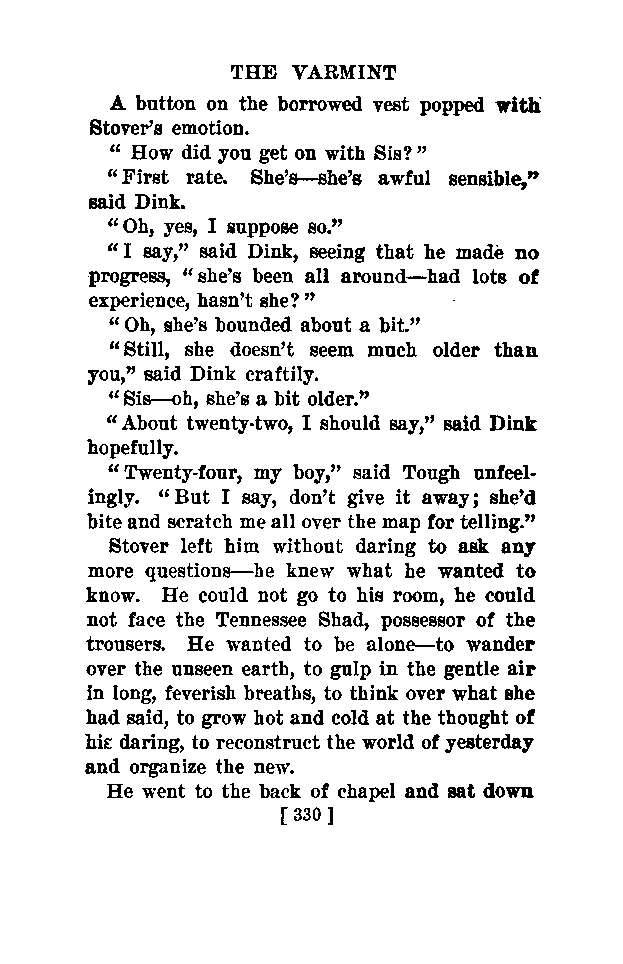 THE VARMINT
A button on the borrowed vest popped with
Stover's emotion.
" How did you get on with Sis?"
"First rate. She's—she's awful sensible,"
said Dink.
"Oh, yes, I suppose so."
"I say," said Dink, seeing that he made no
progress, "she's been all around—had lots of
experience, hasn't she?"
"Oh, she's bounded about a bit."
"Still, she doesn't seem much older than
you," said Dink craftily.
"Sis—oh, she's a bit older."
"About twenty-two, I should say," said Dink
hopefully.
"Twenty-four, my boy," said Tough unfeel-
ingly. "But I say, don't give it away; she'd
bite and scratch me all over the map for telling."
Stover left him without daring to ask any
more questions—he knew what he wanted to
know. He could not go to his room, he could
not face the Tennessee Shad, possessor of the
trousers. He wanted to be alone—to wander
over the unseen earth, to gulp in the gentle air
in long, feverish breaths, to think over what she
had said, to grow hot and cold at the thought of
his daring, to reconstruct the world of yesterday
and organize the new.
He went to the back of chapel and sat down
[ 330 ]